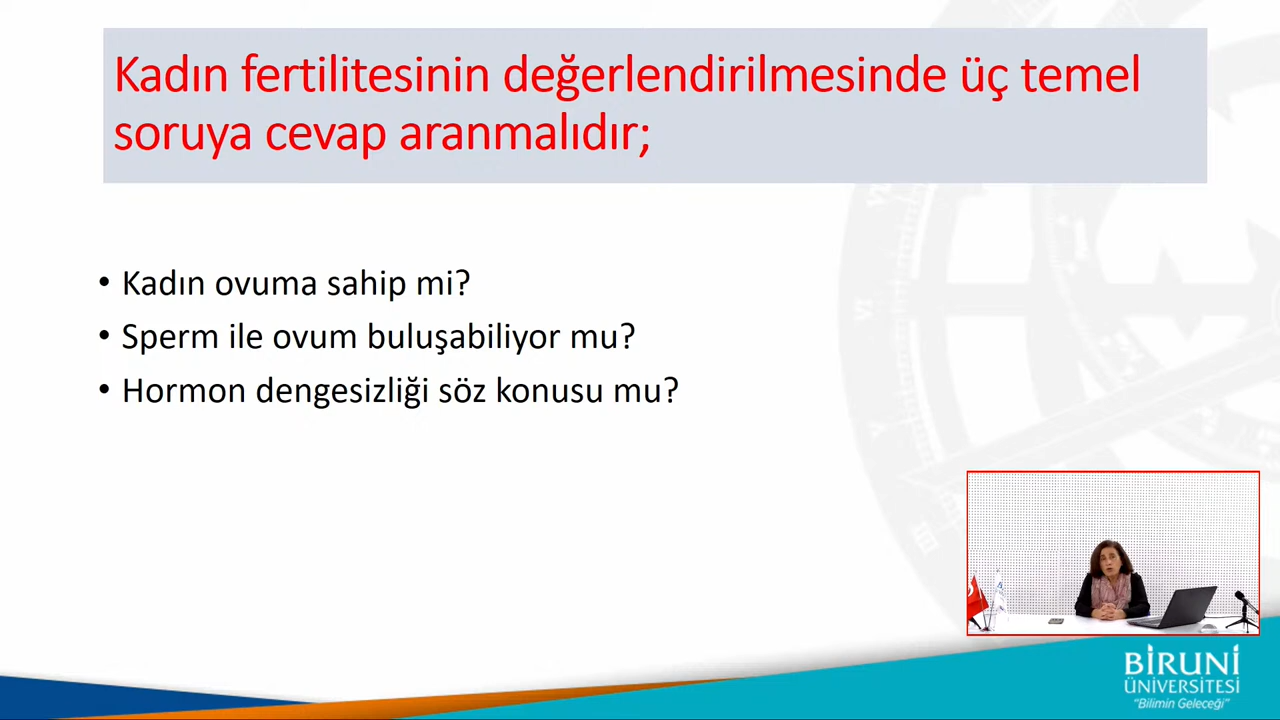 Kadın fertilitesinin değerlendirilmesinde üç temel
soruya cevap aranmalıdır;
• Kadın ovuma sahip mi?
• Sperm ile ovum buluşabiliyor mu?
• Hormon dengesizliği söz konusu mu?
BİRUNİ
ÜNİVERSİTESİ
“Bilimin Geleceği”